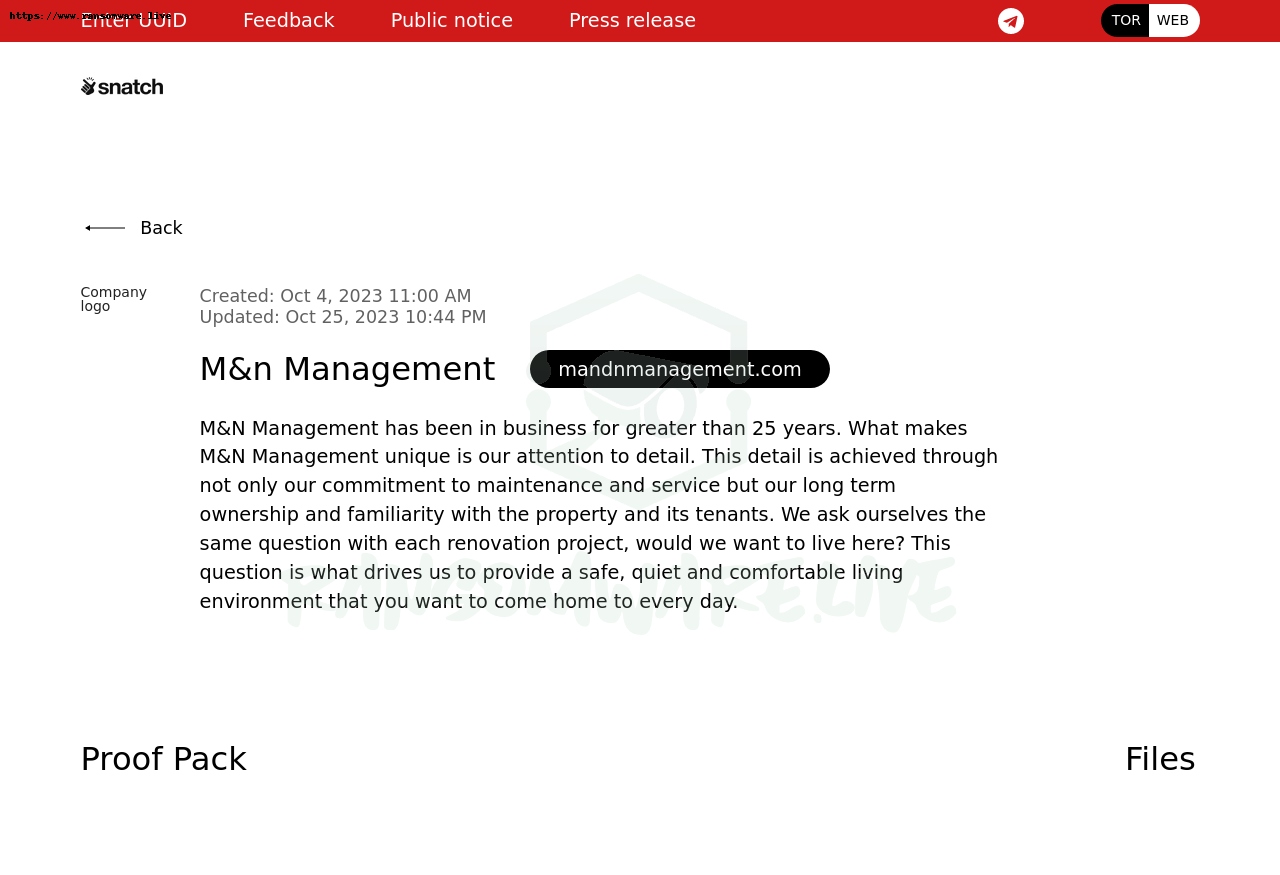 https://www.ransomware.live
Enter UUID Feedback Public notice Press release TOR WEB
snatch
Back
Company
logo
Created: Oct 4, 2023 11:00 AM
Updated: Oct 25, 2023 10:44 PM
M&n Management mandnmanagement.com
M&N Management has been in business for greater than 25 years. What makes
M&N Management unique is our attention to detail. This detail is achieved through
not only our commitment to maintenance and service but our long term
ownership and familiarity with the property and its tenants. We ask ourselves the
same question with each renovation project, would we want to live here? This
question is what drives us to provide a safe, quiet and comfortable living
environment that you want to come home to every day.
RANSOMWARE.LIVE
Proof Pack Files